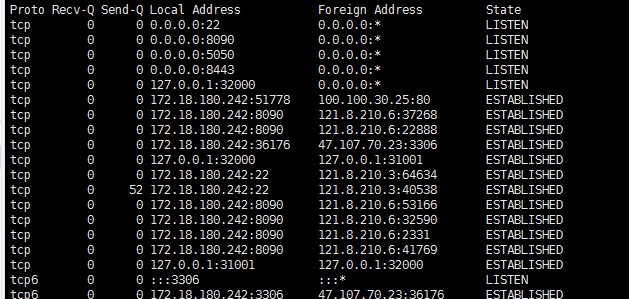 Proto Recv-Q Send-Q Local Address Foreign Address State
tcp 0 0 0.0.0.0:22 0.0.0.0:* LISTEN
tcp 0 0 0.0.0.0:8090 0.0.0.0:* LISTEN
tcp 0 0 0.0.0.0:5050 0.0.0.0:* LISTEN
tcp 0 0 0.0.0.0:8443 0.0.0.0:* LISTEN
tcp 0 0 127.0.0.1:32000 0.0.0.0:* LISTEN
tcp 0 0 172.18.180.242:51778 100.100.30.25:80 ESTABLISHED
tcp 0 0 172.18.180.242:8090 121.8.210.6:37268 ESTABLISHED
tcp 0 0 172.18.180.242:8090 121.8.210.6:22888 ESTABLISHED
tcp 0 0 172.18.180.242:36176 47.107.70.23:3306 ESTABLISHED
tcp 0 0 127.0.0.1:32000 127.0.0.1:31001 ESTABLISHED
tcp 0 0 172.18.180.242:22 121.8.210.3:64634 ESTABLISHED
tcp 0 52 172.18.180.242:22 121.8.210.3:40538 ESTABLISHED
tcp 0 0 172.18.180.242:8090 121.8.210.6:53166 ESTABLISHED
tcp 0 0 172.18.180.242:8090 121.8.210.6:32590 ESTABLISHED
tcp 0 0 172.18.180.242:8090 121.8.210.6:2331 ESTABLISHED
tcp 0 0 172.18.180.242:8090 121.8.210.6:41769 ESTABLISHED
tcp 0 0 127.0.0.1:31001 127.0.0.1:32000 ESTABLISHED
tcp6 0 0 :::3306 :::* LISTEN
tcp6 0 0 172.18.180.242:3306 47.107.70.23:36176 ESTABLISHED